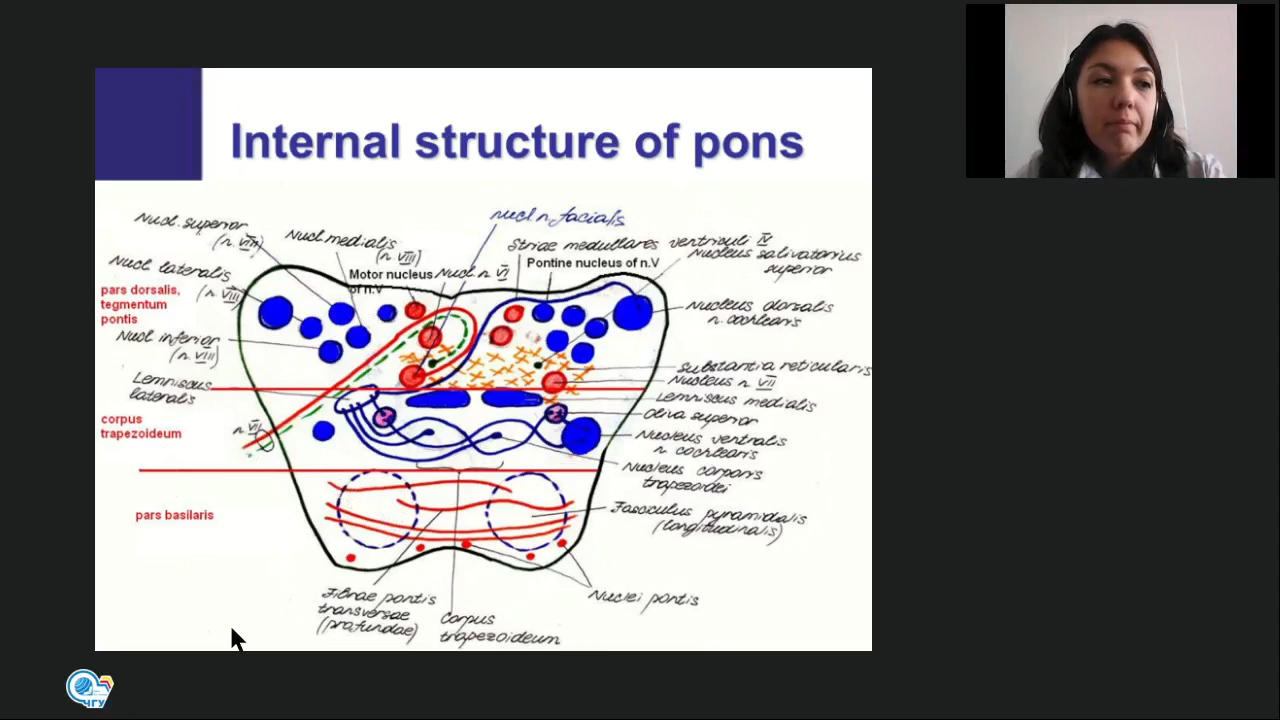 Internal structure of pons
Nucl. superior
(n. VIII)
Nucl medialis
(n. VIII)
nucl n. facialis
Nucl lateralis
(n. VIII)
Motor nucleus
of n.V
Nucl n. VI
Striae medullares ventriculi IV
Pontine nucleus of n.V
Nucleus salivatorius
superior
pars dorsalis,
tegmentum
pontis
Nucleus dorsalis
n. cochlearis
Nucl inferior
(n. VIII)
Substantia reticularis
Nucleus n. VII
Lemniscus
lateralis
Lemniscus medialis
Oliva superior
corpus
trapezoideum
n. VII
Nucleus ventralis
n. cochlearis
Nucleus corporis
trapezoidei
pars basilaris
Fasciculus pyramidalis
(longitudinalis)
Fibrae pontis
transversae
(profundae)
Corpus
trapezoideum
Nuclei pontis
ЧГУ